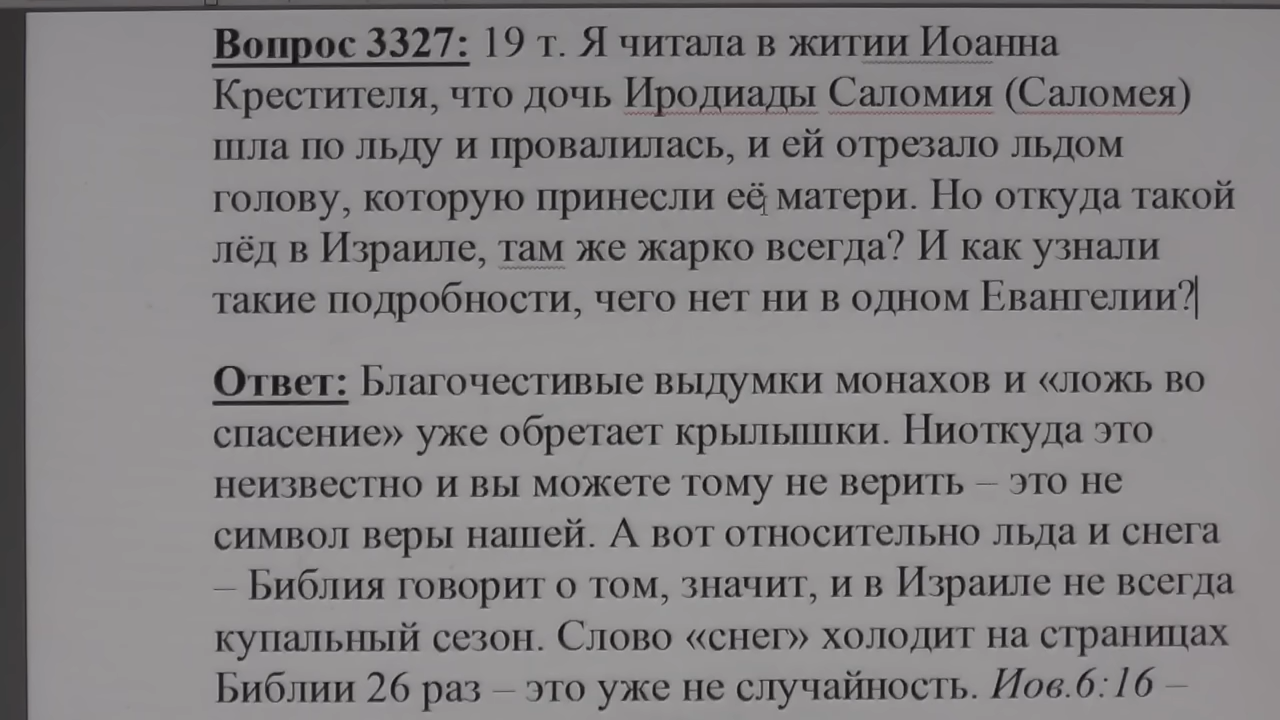 Вопрос 3327: 19 т. Я читала в житии Иоанна
Крестителя, что дочь Иродиады Саломия (Саломея)
шла по льду и провалилась, и ей отрезало льдом
голову, которую принесли её матери. Но откуда такой
лёд в Израиле, там же жарко всегда? И как узнали
такие подробности, чего нет ни в одном Евангелии?
Ответ: Благочестивые выдумки монахов и «ложь во
спасение» уже обретает крылышки. Ниоткуда это
неизвестно и вы можете тому не верить – это не
символ веры нашей. А вот относительно льда и снега
– Библия говорит о том, значит, и в Израиле не всегда
купальный сезон. Слово «снег» холодит на страницах
Библии 26 раз – это уже не случайность. Иов.6:16 –